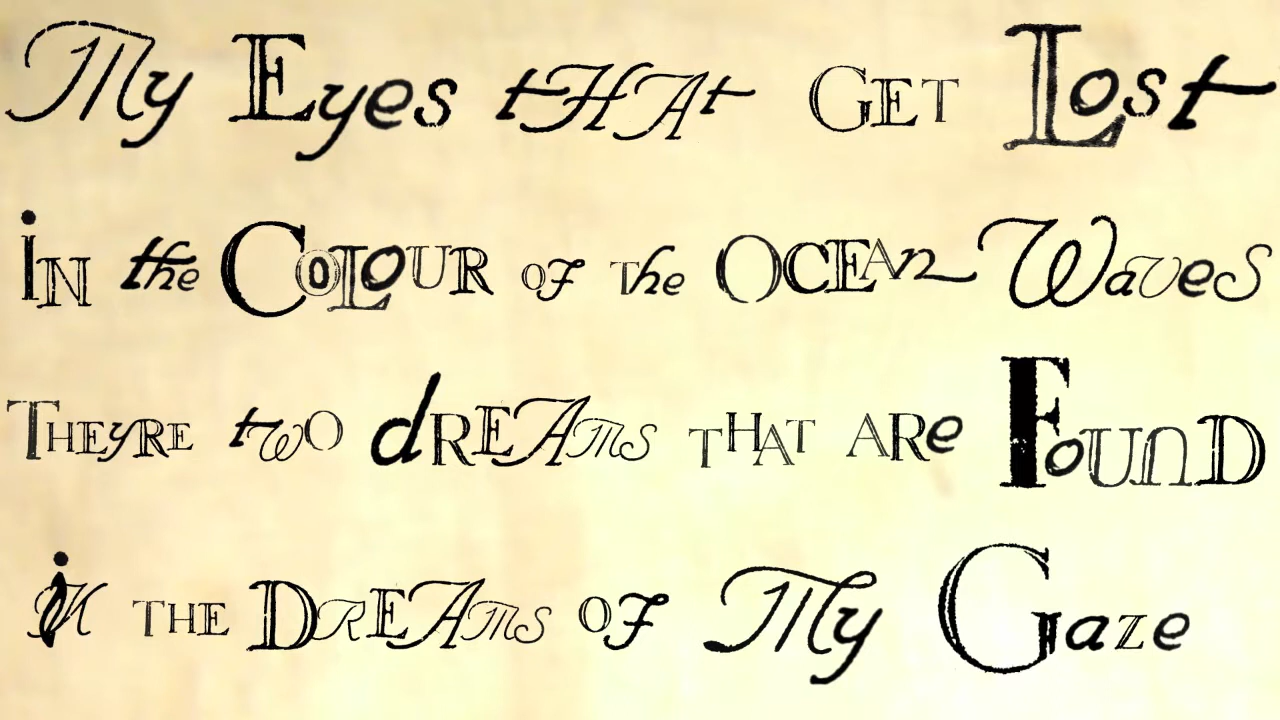 My Eyes tHAt GET Lost
iN the COLOUR OF The OCEAn Waves
THEYRE twO dREAms THAT ARe FoUnD
in THE DREAms OF My Gaze